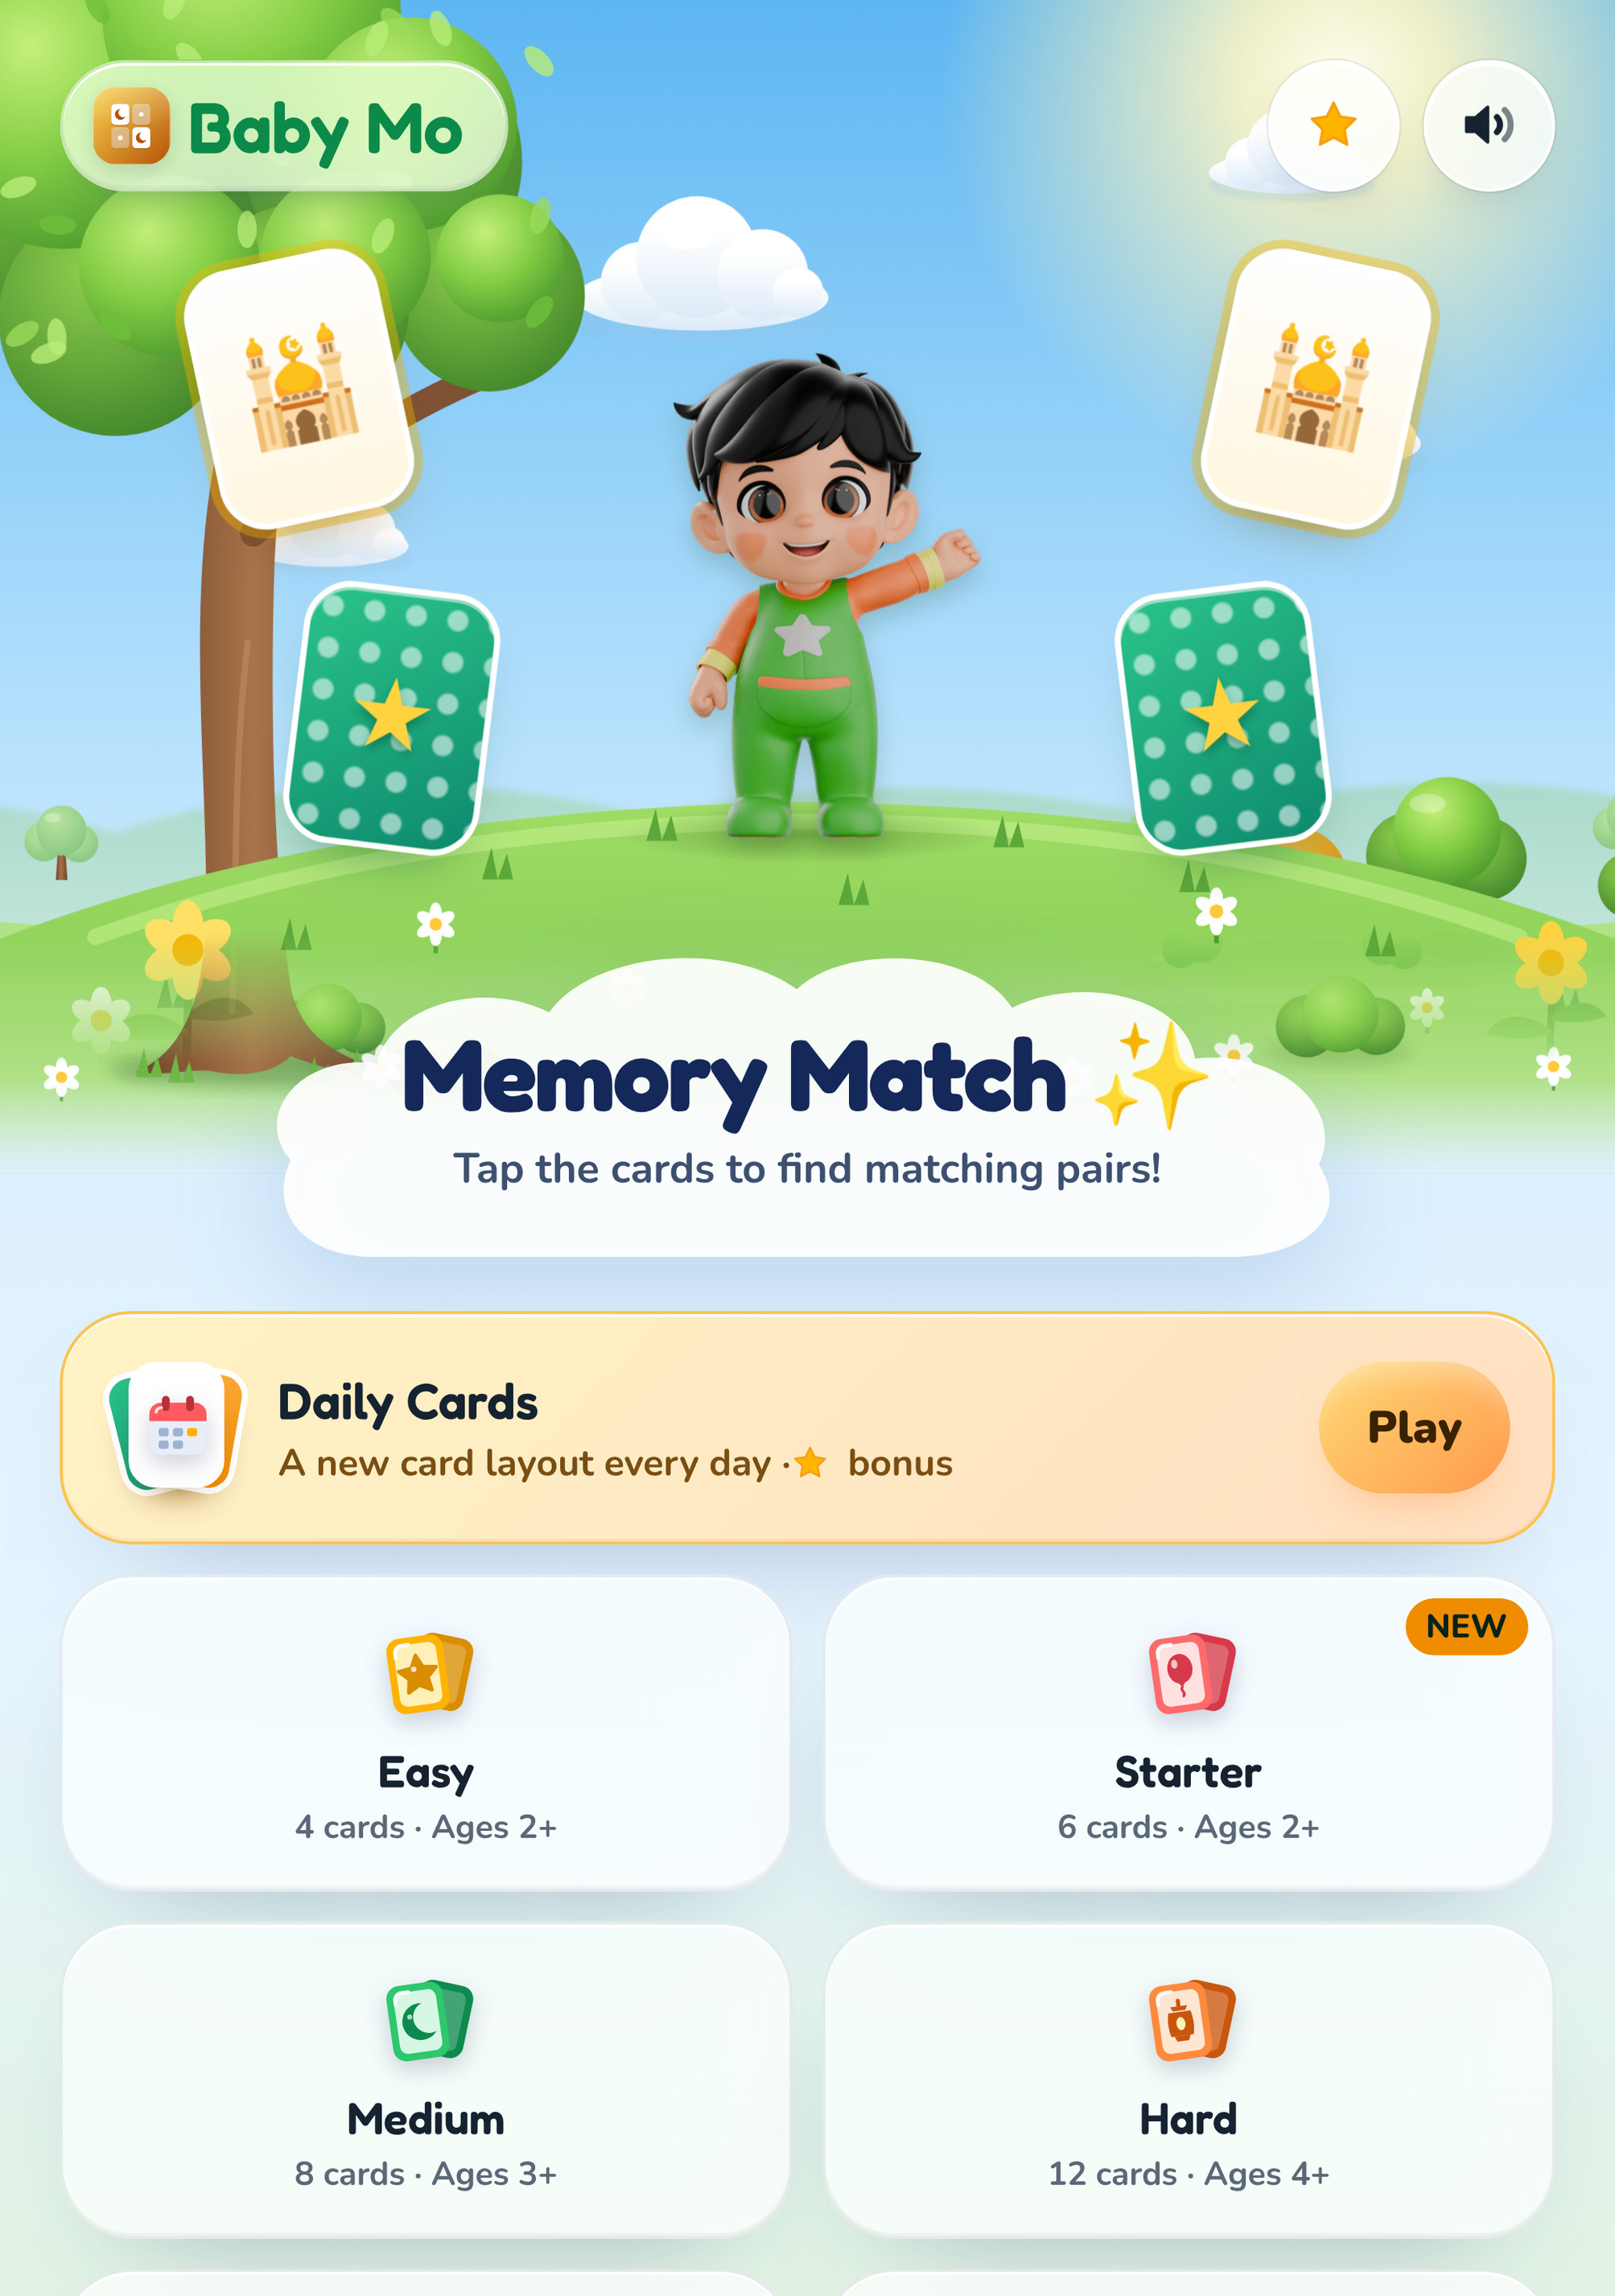 Baby Mo
Memory Match ✨
Tap the cards to find matching pairs!
Daily Cards
A new card layout every day ·⭐ bonus
Play
Easy
4 cards · Ages 2+
NEW
Starter
6 cards · Ages 2+
Medium
8 cards · Ages 3+
Hard
12 cards · Ages 4+